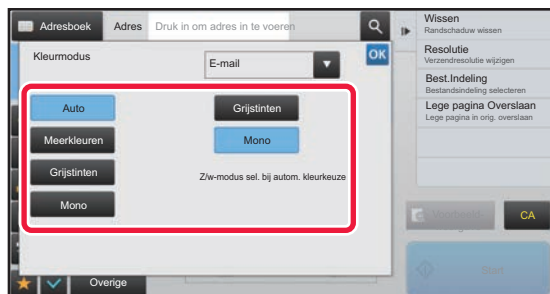 Adresboek Adres Druk in om adres in te voeren
Kleurmodus
E-mail
OK
Auto
Meerkleuren
Grijstinten
Mono
Grijstinten
Mono
Z/w-modus sel. bij autom. kleurkeuze
Overige
Wissen
Randschaduw wissen
Resolutie
Verzendresolutie wijzigen
Best.Indeling
Bestandsindeling selecteren
Lege pagina Overslaan
Lege pagina in orig. overslaan
CA
Start